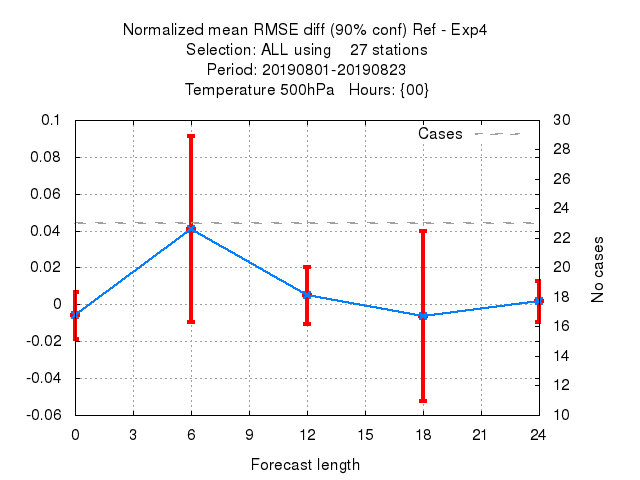 Normalized mean RMSE diff (90% conf) Ref - Exp4
Selection: ALL using    27 stations
Period: 20190801-20190823
Temperature 500hPa   Hours: {00}
Cases
0.1
0.08
0.06
0.04
0.02
0
-0.02
-0.04
-0.06
30
28
26
24
22
20
18
16
14
12
10
No cases
0 3 6 9 12 15 18 21 24
Forecast length